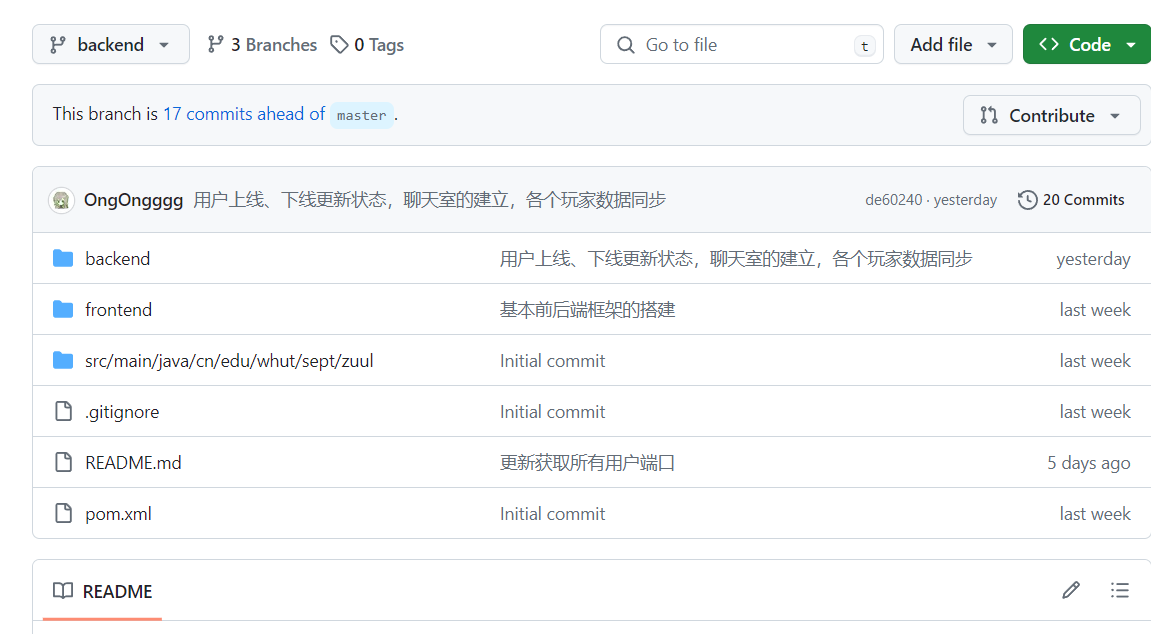 backend 3 Branches 0 Tags Go to file t Add file Code
This branch is 17 commits ahead of master .
Contribute
OngOngggg 用户上线、下线更新状态，聊天室的建立，各个玩家数据同步 de60240 · yesterday 20 Commits
backend 用户上线、下线更新状态，聊天室的建立，各个玩家数据同步 yesterday
frontend 基本前后端框架的搭建 last week
src/main/java/cn/edu/whut/sept/zuul Initial commit last week
.gitignore Initial commit last week
README.md 更新获取所有用户端口 5 days ago
pom.xml Initial commit last week
README